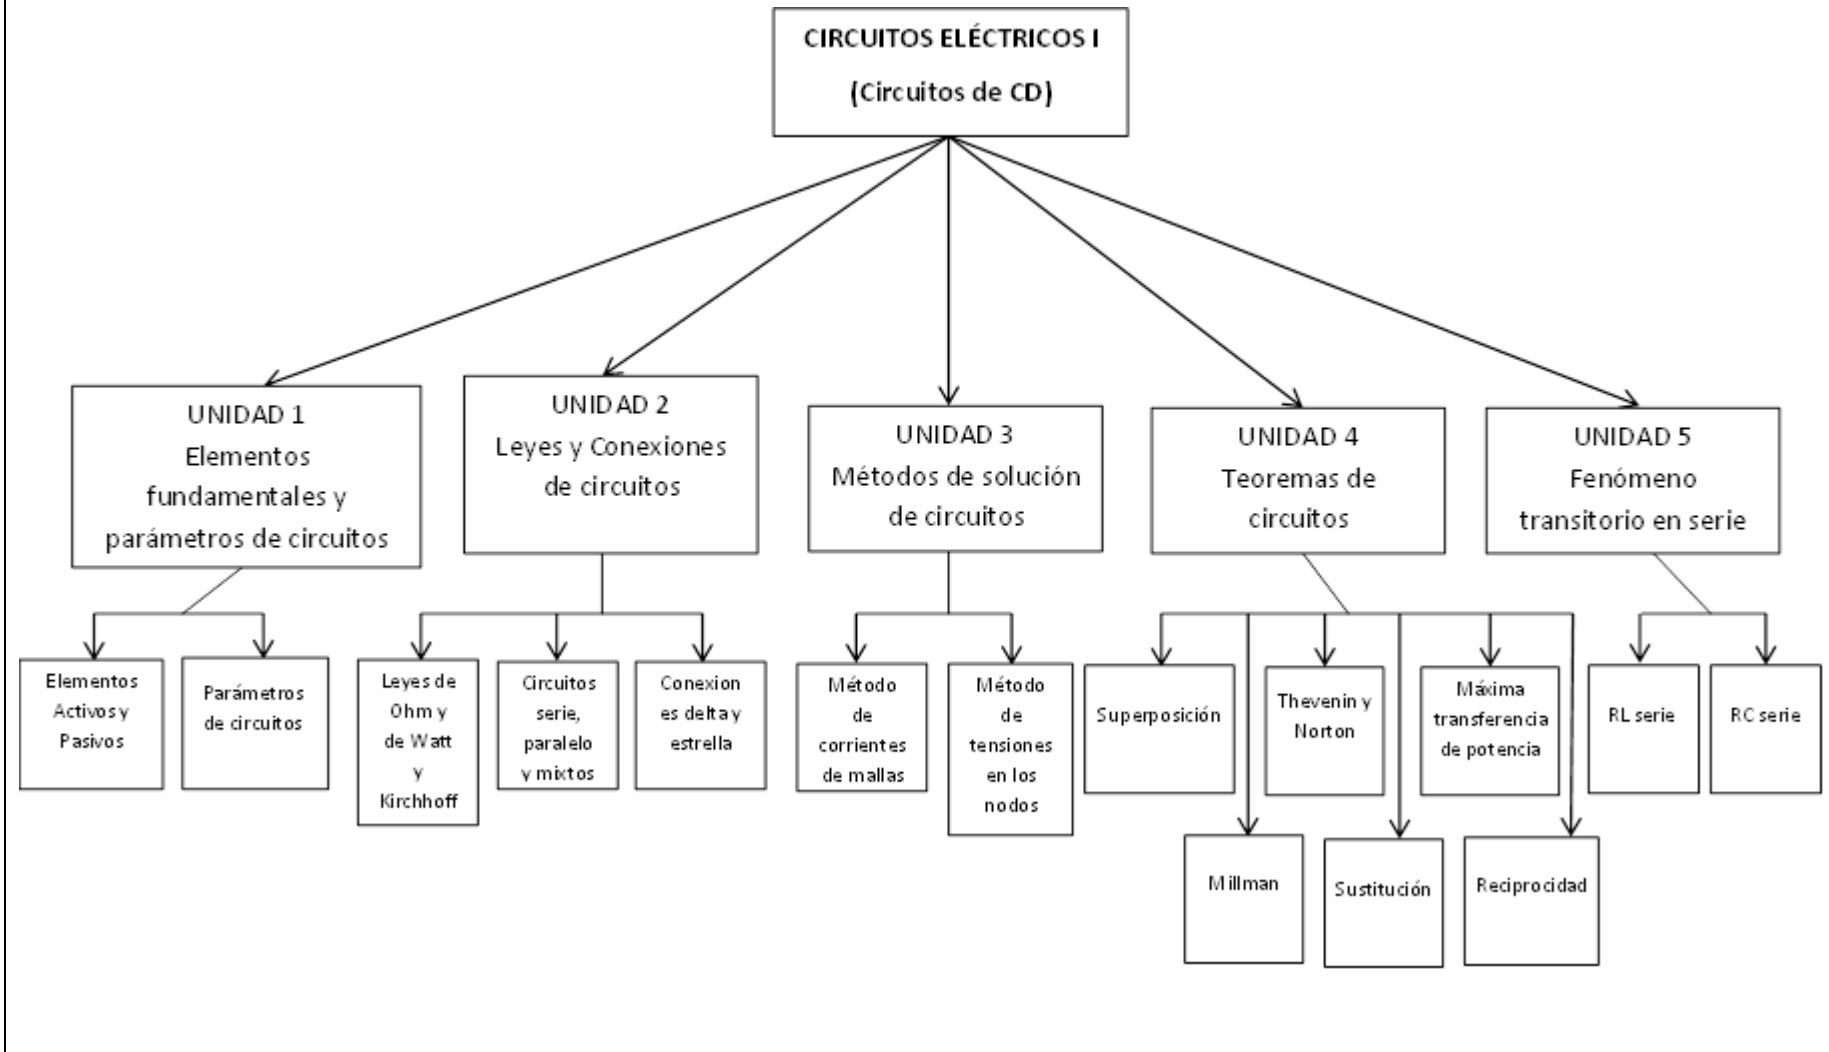 CIRCUITOS ELÉCTRICOS I
(Circuitos de CD)
UNIDAD 1
Elementos
fundamentales y
parámetros de circuitos
UNIDAD 2
Leyes y Conexiones
de circuitos
UNIDAD 3
Métodos de solución
de circuitos
UNIDAD 4
Teoremas de
circuitos
UNIDAD 5
Fenómeno
transitorio en serie
Elementos
Activos y
Pasivos
Parámetros
de circuitos
Leyes de
Ohm y
de Watt
y
Kirchhoff
Circuitos
serie,
paralelo
y mixtos
Conexion
es delta y
estrella
Método
de
corrientes
de mallas
Método
de
tensiones
en los
nodos
Superposición
Thevenin y
Norton
Máxima
transferencia
de potencia
RL serie
RC serie
Millman
Sustitución
Reciprocidad